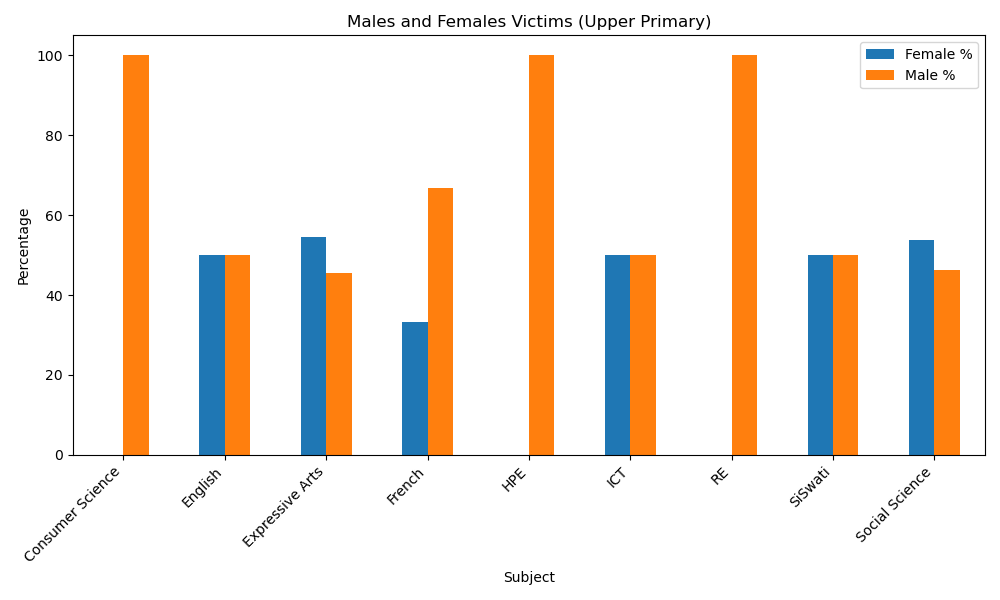 Males and Females Victims (Upper Primary)
Female %
Male %
Percentage
100
80
60
40
20
0
Consumer Science
English
Expressive Arts
French
HPE
ICT
RE
SiSwati
Social Science
Subject